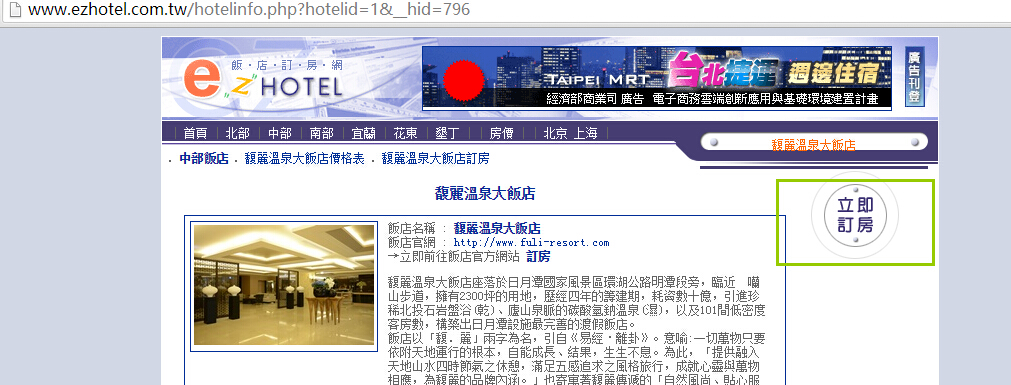 www.ezhotel.com.tw/hotelinfo.php?hotelid=1&__hid=796
飯·店·訂·房·網
ez HOTEL
TAIPEI MRT 台北捷運 週邊住宿
經濟部商業司 廣告 電子商務雲端創新應用與基礎環境建置計畫
廣告刊登
首頁 北部 中部 南部 宜蘭 花東 墾丁 房價 北京 上海
馥麗溫泉大飯店
. 中部飯店 . 馥麗溫泉大飯店價格表 . 馥麗溫泉大飯店訂房
馥麗溫泉大飯店
立即
訂房
飯店名稱 : 馥麗溫泉大飯店
飯店官網 : http://www.fuli-resort.com
→立即前往飯店官方網站 訂房
馥麗溫泉大飯店座落於日月潭國家風景區環湖公路明潭段旁，臨近
山步道，擁有2300坪的用地，歷經四年的籌建期，耗資數十億，引進珍
稀北投石岩盤浴(乾)、廬山泉脈的碳酸氫鈉溫泉(濕)，以及101間低密度
客房數，構築出日月潭設施最完善的渡假飯店。
飯店以「馥．麗」兩字為名，引自《易經·離卦》。意喻:一切萬物只要
依附天地運行的根本，自能成長、結果，生生不息。為此，「提供融入
天地山水四時節氣之休憩，滿足五感追求之風格旅行，成就心靈與萬物
相應，為馥麗的品牌內涵。」也寄寓著馥麗傳遞的「自然風尚、貼心服